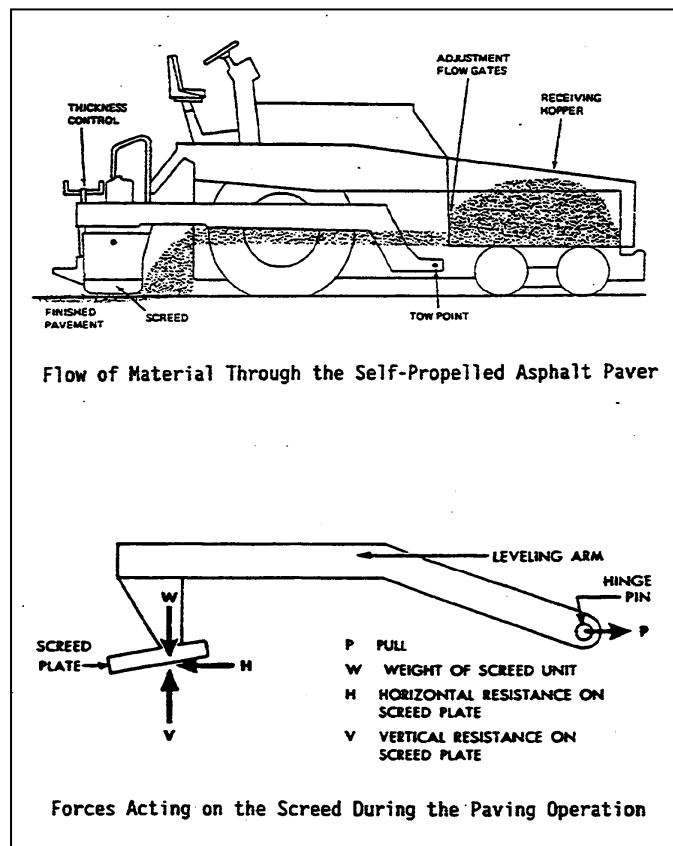 ADJUSTMENT
FLOW GATES
RECEIVING
HOPPER
THICKNESS
CONTROL
FINISHED
PAVEMENT
SCREED
TOW POINT
Flow of Material Through the Self-Propelled Asphalt Paver
LEVELING ARM
HINGE
PIN
W
P
SCREED
PLATE
H
V
P PULL
W WEIGHT OF SCREED UNIT
H HORIZONTAL RESISTANCE ON
SCREED PLATE
V VERTICAL RESISTANCE ON
SCREED PLATE
Forces Acting on the Screed During the Paving Operation